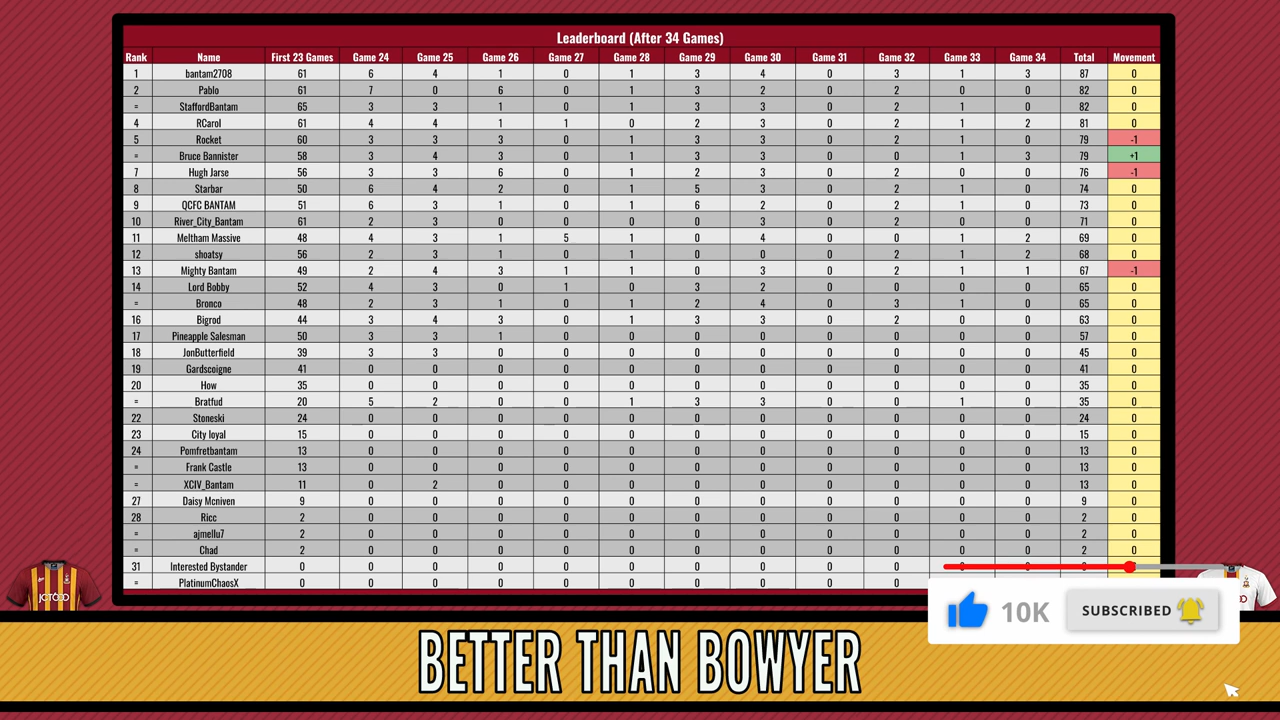 Leaderboard (After 34 Games)
Rank Name First 23 Games Game 24 Game 25 Game 26 Game 27 Game 28 Game 29 Game 30 Game 31 Game 32 Game 33 Game 34 Total Movement
1 bantam2708 61 6 4 1 0 1 3 4 0 3 1 3 87 0
2 Pablo 61 7 0 6 0 1 3 2 0 2 0 0 82 0
= StaffordBantam 65 3 3 1 0 1 3 3 0 2 1 0 82 0
4 RCarol 61 4 4 1 1 0 2 3 0 2 1 2 81 0
5 Rocket 60 3 3 3 0 1 3 3 0 2 1 0 79 -1
= Bruce Bannister 58 3 4 3 0 1 3 3 0 0 1 3 79 +1
7 Hugh Jarse 56 3 3 6 0 1 2 3 0 2 0 0 76 -1
8 Starbar 50 6 4 2 0 1 5 3 0 2 1 0 74 0
9 QCFC BANTAM 51 6 3 1 0 1 6 2 0 2 1 0 73 0
10 River_City_Bantam 61 2 3 0 0 0 0 3 0 2 0 0 71 0
11 Meltham Massive 48 4 3 1 5 1 0 4 0 0 1 2 69 0
12 shoatsy 56 2 3 1 0 1 0 0 0 2 1 2 68 0
13 Mighty Bantam 49 2 4 3 1 1 0 3 0 2 1 1 67 -1
14 Lord Bobby 52 4 3 0 1 0 3 2 0 0 0 0 65 0
= Bronco 48 2 3 1 0 1 2 4 0 3 1 0 65 0
16 Bigrod 44 3 4 3 0 1 3 3 0 2 0 0 63 0
17 Pineapple Salesman 50 3 3 1 0 0 0 0 0 0 0 0 57 0
18 JonButterfield 39 3 3 0 0 0 0 0 0 0 0 0 45 0
19 Gardscoigne 41 0 0 0 0 0 0 0 0 0 0 0 41 0
20 How 35 0 0 0 0 0 0 0 0 0 0 0 35 0
= Bratfud 20 5 2 0 0 1 3 3 0 0 1 0 35 0
22 Stoneski 24 0 0 0 0 0 0 0 0 0 0 0 24 0
23 City loyal 15 0 0 0 0 0 0 0 0 0 0 0 15 0
24 Pomfretbantam 13 0 0 0 0 0 0 0 0 0 0 0 13 0
= Frank Castle 13 0 0 0 0 0 0 0 0 0 0 0 13 0
= XCIV_Bantam 11 0 2 0 0 0 0 0 0 0 0 0 13 0
27 Daisy Mcniven 9 0 0 0 0 0 0 0 0 0 0 0 9 0
28 Ricc 2 0 0 0 0 0 0 0 0 0 0 0 2 0
= ajmellu7 2 0 0 0 0 0 0 0 0 0 0 0 2 0
= Chad 2 0 0 0 0 0 0 0 0 0 0 0 2 0
31 Interested Bystander 0 0 0 0 0 0 0 0 0 0
= PlatinumChaosX 0 0 0 0 0 0 0 0 0 0
JCT600
10K SUBSCRIBED
BETTER THAN BOWYER